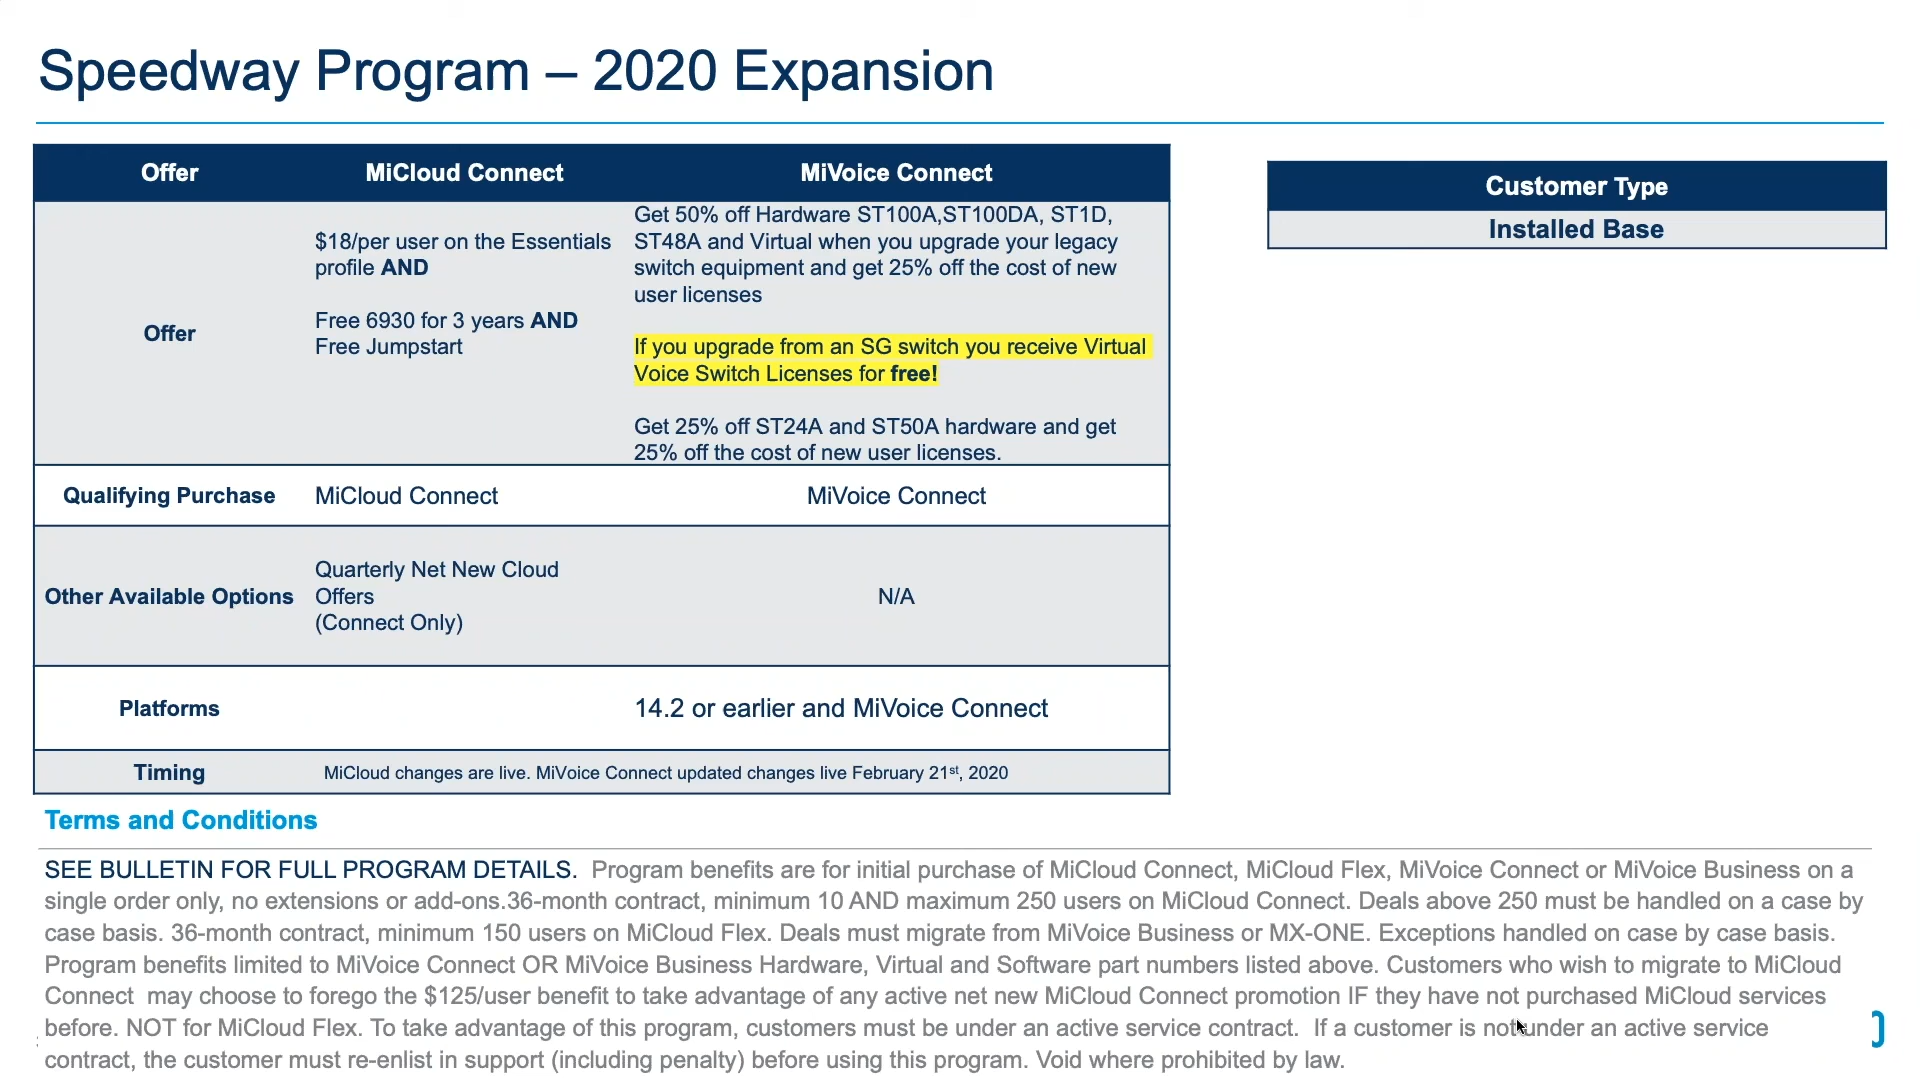 Speedway Program – 2020 Expansion
Offer
MiCloud Connect
MiVoice Connect
Offer
$18/per user on the Essentials
profile AND
Free 6930 for 3 years AND
Free Jumpstart
Get 50% off Hardware ST100A,ST100DA, ST1D,
ST48A and Virtual when you upgrade your legacy
switch equipment and get 25% off the cost of new
user licenses
If you upgrade from an SG switch you receive Virtual
Voice Switch Licenses for free!
Get 25% off ST24A and ST50A hardware and get
25% off the cost of new user licenses.
Qualifying Purchase
MiCloud Connect
MiVoice Connect
Other Available Options
Quarterly Net New Cloud
Offers
(Connect Only)
N/A
Platforms
14.2 or earlier and MiVoice Connect
Timing
MiCloud changes are live. MiVoice Connect updated changes live February 21st, 2020
Customer Type
Installed Base
Terms and Conditions
SEE BULLETIN FOR FULL PROGRAM DETAILS. Program benefits are for initial purchase of MiCloud Connect, MiCloud Flex, MiVoice Connect or MiVoice Business on a
single order only, no extensions or add-ons.36-month contract, minimum 10 AND maximum 250 users on MiCloud Connect. Deals above 250 must be handled on a case by
case basis. 36-month contract, minimum 150 users on MiCloud Flex. Deals must migrate from MiVoice Business or MX-ONE. Exceptions handled on case by case basis.
Program benefits limited to MiVoice Connect OR MiVoice Business Hardware, Virtual and Software part numbers listed above. Customers who wish to migrate to MiCloud
Connect may choose to forego the $125/user benefit to take advantage of any active net new MiCloud Connect promotion IF they have not purchased MiCloud services
before. NOT for MiCloud Flex. To take advantage of this program, customers must be under an active service contract. If a customer is not under an active service
contract, the customer must re-enlist in support (including penalty) before using this program. Void where prohibited by law.